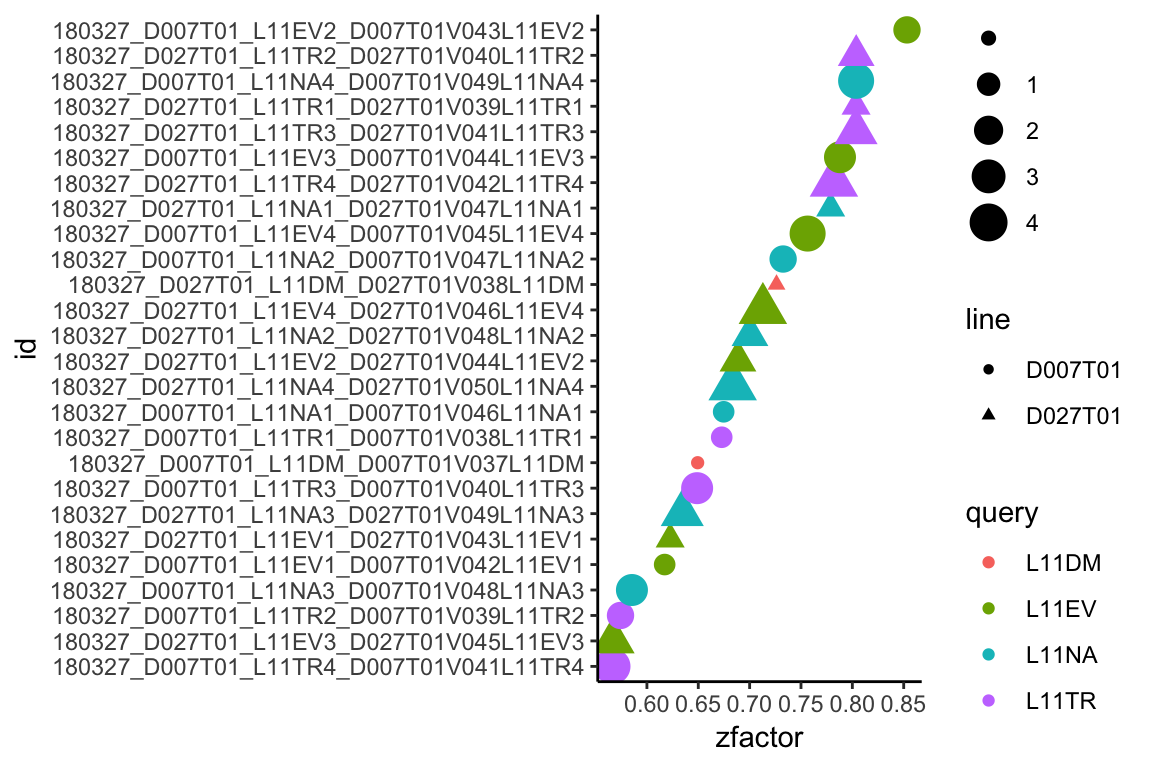 180327_D007T01_L11EV2_D007T01V043L11EV2
180327_D027T01_L11TR2_D027T01V040L11TR2
180327_D007T01_L11NA4_D007T01V049L11NA4
180327_D027T01_L11TR1_D027T01V039L11TR1
180327_D027T01_L11TR3_D027T01V041L11TR3
180327_D007T01_L11EV3_D007T01V044L11EV3
180327_D027T01_L11TR4_D027T01V042L11TR4
180327_D027T01_L11NA1_D027T01V047L11NA1
180327_D007T01_L11EV4_D007T01V045L11EV4
180327_D007T01_L11NA2_D007T01V047L11NA2
180327_D027T01_L11DM_D027T01V038L11DM
180327_D027T01_L11EV4_D027T01V046L11EV4
180327_D027T01_L11NA2_D027T01V048L11NA2
180327_D027T01_L11EV2_D027T01V044L11EV2
180327_D027T01_L11NA4_D027T01V050L11NA4
180327_D007T01_L11NA1_D007T01V046L11NA1
180327_D007T01_L11TR1_D007T01V038L11TR1
180327_D007T01_L11DM_D007T01V037L11DM
180327_D007T01_L11TR3_D007T01V040L11TR3
180327_D027T01_L11NA3_D027T01V049L11NA3
180327_D027T01_L11EV1_D027T01V043L11EV1
180327_D007T01_L11EV1_D007T01V042L11EV1
180327_D007T01_L11NA3_D007T01V048L11NA3
180327_D007T01_L11TR2_D007T01V039L11TR2
180327_D027T01_L11EV3_D027T01V045L11EV3
180327_D007T01_L11TR4_D007T01V041L11TR4
id
0.60 0.65 0.70 0.75 0.80 0.85
zfactor
1
2
3
4
line
D007T01
D027T01
query
L11DM
L11EV
L11NA
L11TR